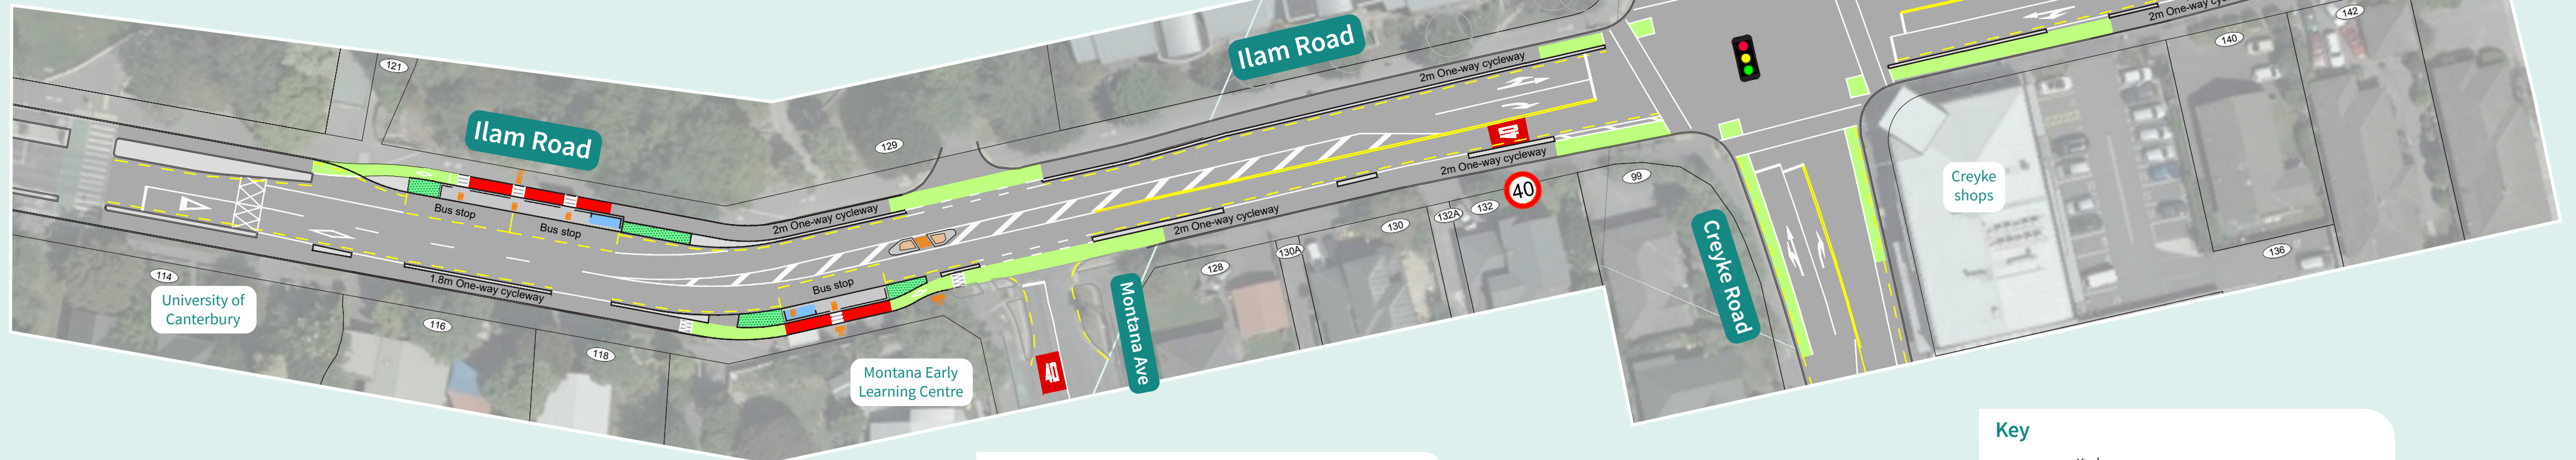 121
Ilam Road
Bus stop
Bus stop
129
2m One-way cycleway
Ilam Road
2m One-way cycleway
142
140
Creyke
shops
136
99
2m One-way cycleway
40
40
132
132A
130
130A
128
2m One-way cycleway
Creyke Road
Montana Ave
40
Bus stop
Montana Early
Learning Centre
1.8m One-way cycleway
114
University of
Canterbury
116
118
Key